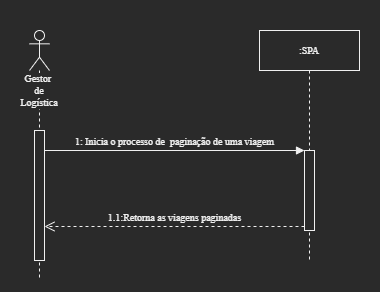 :SPA
Gestor
de
Logística
1: Inicia o processo de  paginação de uma viagem
1.1:Retorna as viagens paginadas